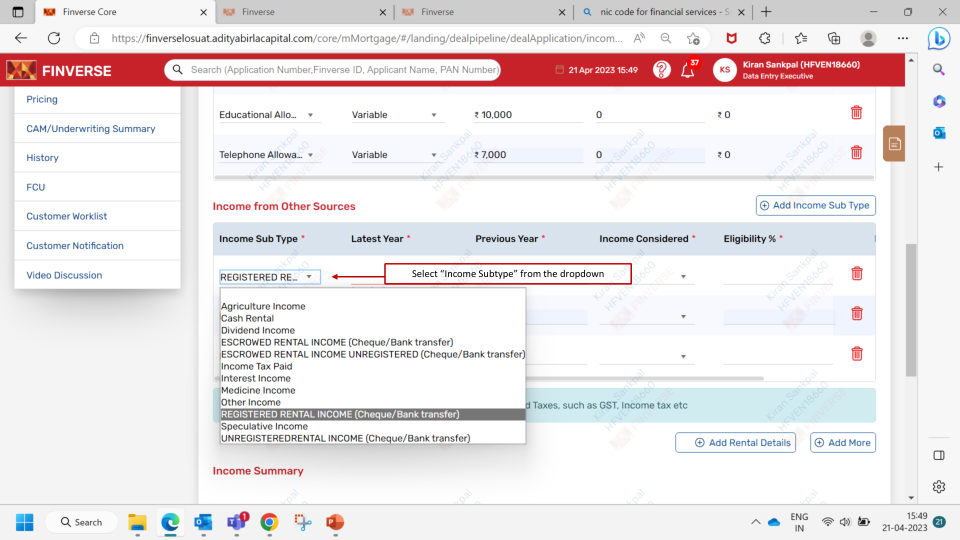 Finverse Core
Finverse
Finverse
nic code for financial services - S
https://finverselosuat.adityabirlacapital.com/core/mMortgage/#/landing/dealpipeline/dealApplication/incom...
FINVERSE
Search (Application Number,Finverse ID, Applicant Name, PAN Number)
21 Apr 2023 15:49
37
KS
Kiran Sankpal (HFVEN18660)
Data Entry Executive
Pricing
CAM/Underwriting Summary
History
FCU
Customer Worklist
Customer Notification
Video Discussion
Educational Allo... Variable ₹ 10,000 0 ₹ 0
Telephone Allowa... Variable ₹ 7,000 0 ₹ 0
Income from Other Sources
Add Income Sub Type
Income Sub Type * Latest Year * Previous Year * Income Considered * Eligibility % *
REGISTERED RE...
Select “Income Subtype” from the dropdown
Agriculture Income
Cash Rental
Dividend Income
ESCROWED RENTAL INCOME (Cheque/Bank transfer)
ESCROWED RENTAL INCOME UNREGISTERED (Cheque/Bank transfer)
Income Tax Paid
Interest Income
Medicine Income
Other Income
REGISTERED RENTAL INCOME (Cheque/Bank transfer)
Speculative Income
UNREGISTEREDRENTAL INCOME (Cheque/Bank transfer)
d Taxes, such as GST, Income tax etc
Add Rental Details
Add More
Income Summary
Search
1
ENG
IN
15:49
21-04-2023
21